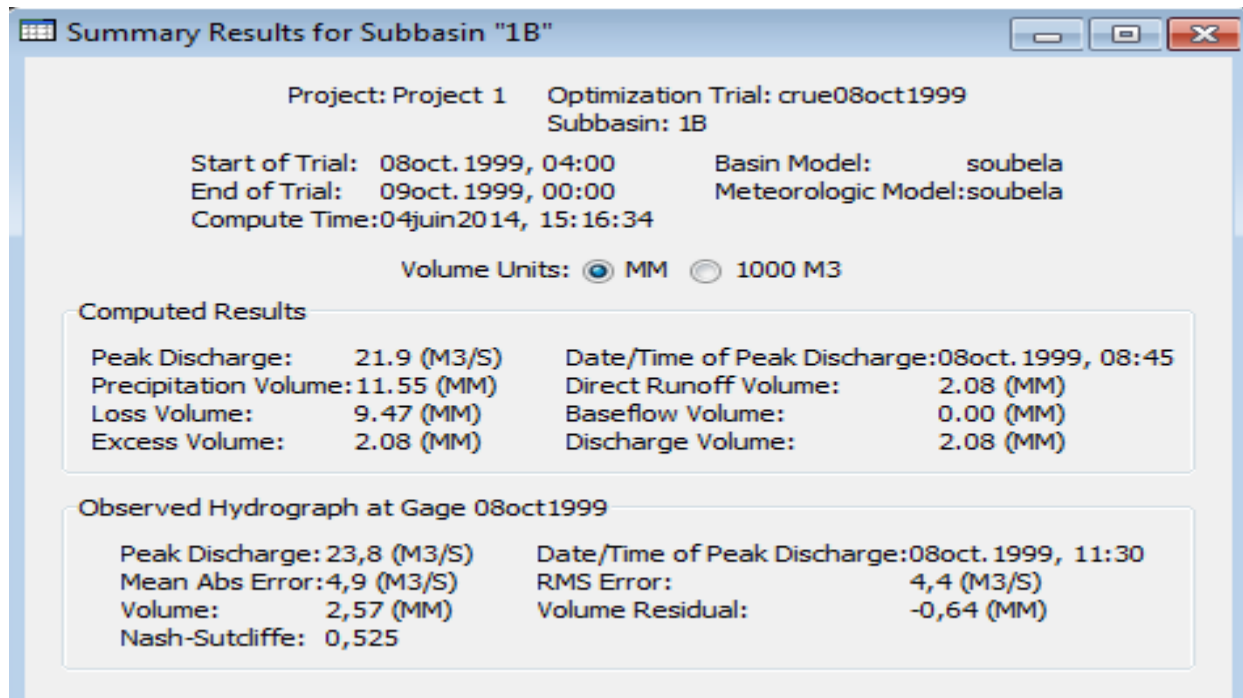 Summary Results for Subbasin "1B"
Project: Project 1 Optimization Trial: crue08oct1999
Subbasin: 1B
Start of Trial: 08oct.1999, 04:00 Basin Model: soubela
End of Trial: 09oct.1999, 00:00 Meteorologic Model:soubela
Compute Time:04juin2014, 15:16:34
Volume Units: MM 1000 M3
Computed Results
Peak Discharge: 21.9 (M3/S) Date/Time of Peak Discharge:08oct.1999, 08:45
Precipitation Volume:11.55 (MM) Direct Runoff Volume: 2.08 (MM)
Loss Volume: 9.47 (MM) Baseflow Volume: 0.00 (MM)
Excess Volume: 2.08 (MM) Discharge Volume: 2.08 (MM)
Observed Hydrograph at Gage 08oct1999
Peak Discharge: 23,8 (M3/S) Date/Time of Peak Discharge:08oct.1999, 11:30
Mean Abs Error:4,9 (M3/S) RMS Error: 4,4 (M3/S)
Volume: 2,57 (MM) Volume Residual: -0,64 (MM)
Nash-Sutcliffe: 0,525